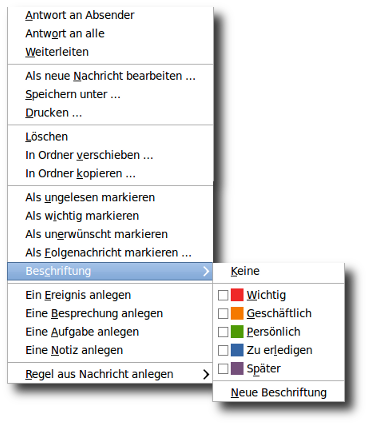 Antwort an Absender
Antwort an alle
Weiterleiten
Als neue Nachricht bearbeiten ...
Speichern unter ...
Drucken ...
Löschen
In Ordner verschieben ...
In Ordner kopieren ...
Als ungelesen markieren
Als wichtig markieren
Als unerwünscht markieren
Als Folgenachricht markieren ...
Beschriftung
Ein Ereignis anlegen
Eine Besprechung anlegen
Eine Aufgabe anlegen
Eine Notiz anlegen
Regel aus Nachricht anlegen
Keine
Wichtig
Geschäftlich
Persönlich
Zu erledigen
Später
Neue Beschriftung